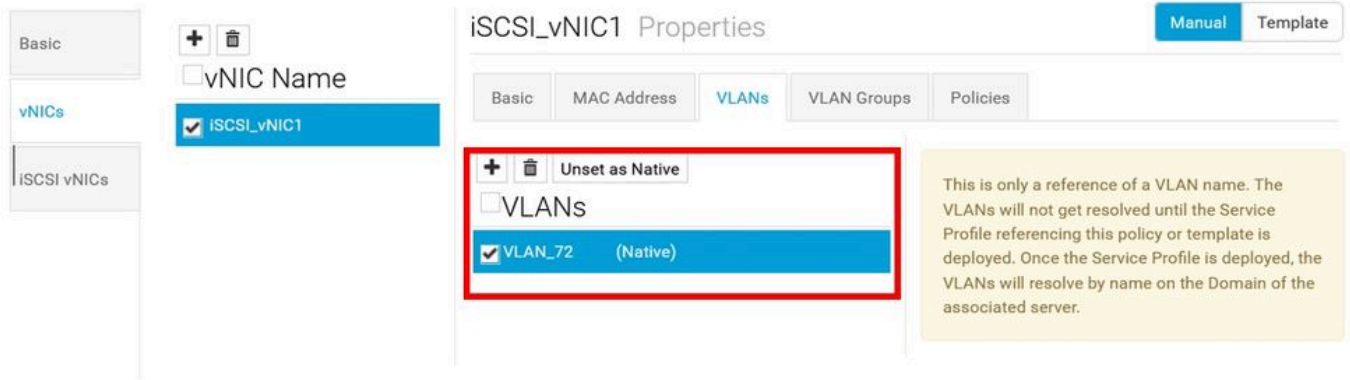 Basic
vNICs
iSCSI vNICs
vNIC Name
iSCSI_vNIC1
iSCSI_vNIC1 Properties
Manual Template
Basic MAC Address VLANs VLAN Groups Policies
Unset as Native
VLANs
VLAN_72 (Native)
This is only a reference of a VLAN name. The
VLANs will not get resolved until the Service
Profile referencing this policy or template is
deployed. Once the Service Profile is deployed, the
VLANs will resolve by name on the Domain of the
associated server.